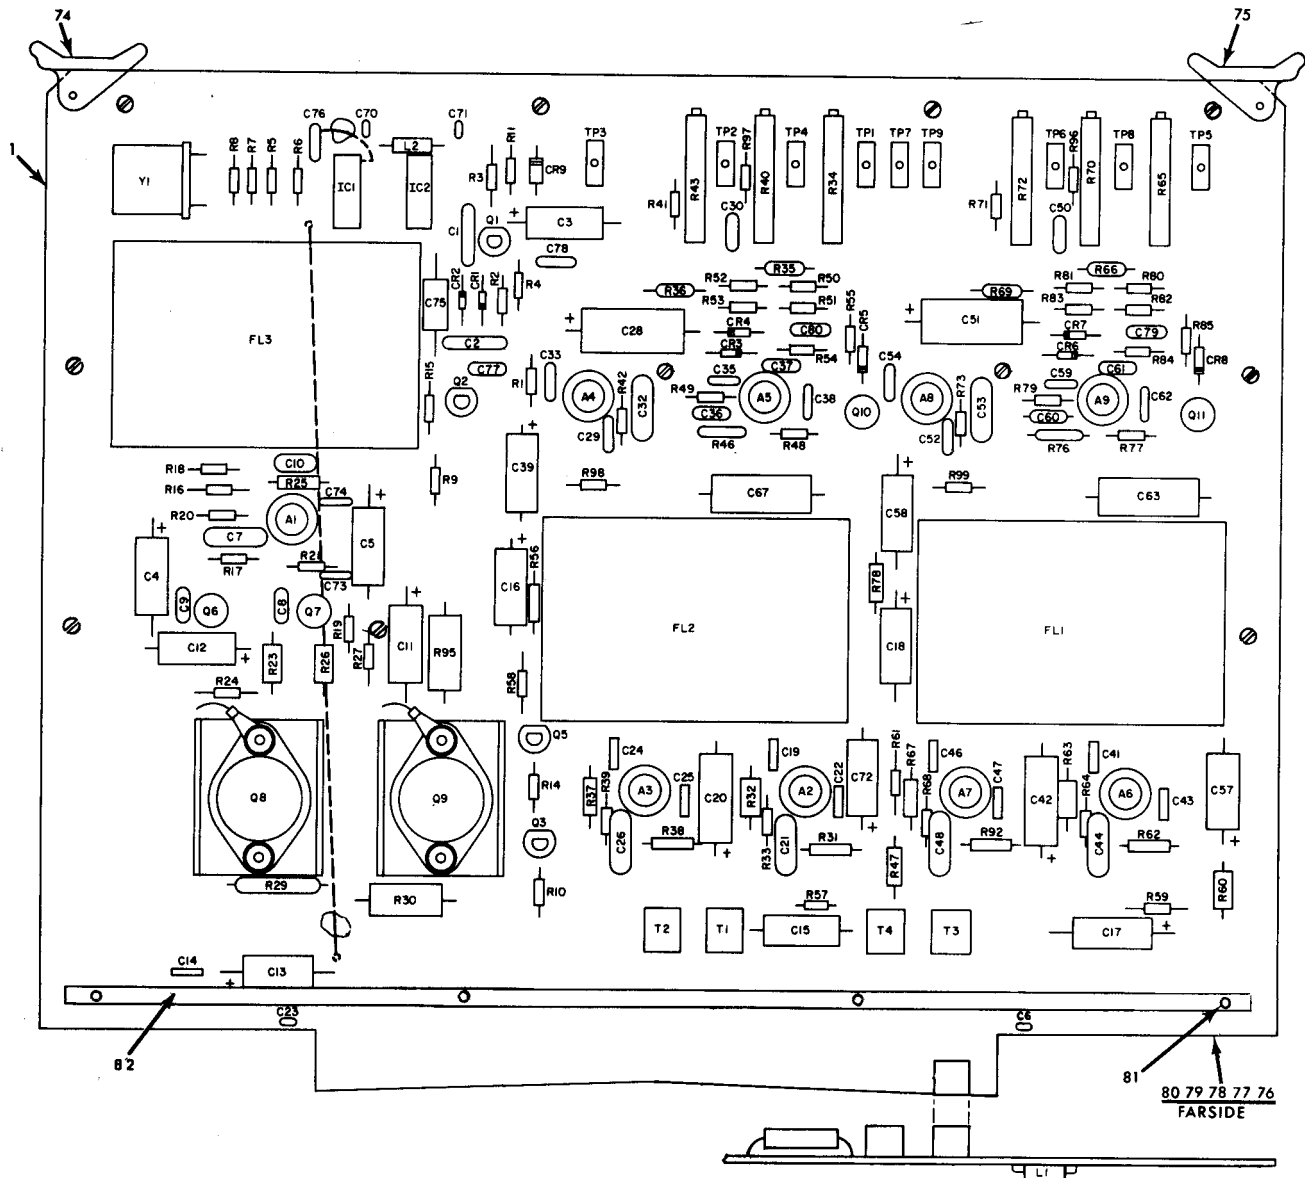 74
75
1
C76
C70
C71
R8
R7
R5
R6
L2
R11
R3
CR9
TP3
TP2
R97
TP4
TP1
TP7
TP9
TP6
R96
TP8
TP5
Y1
IC1
IC2
R43
R40
R34
R72
R70
R65
R41
R71
C1
Q1
+
C3
C30
C50
C78
FL3
C75
CR2
CR1
R2
R4
R36
R52
R35
R50
R53
R51
R55
CR5
R69
R81
R66
R80
R83
R82
R85
CR8
+
C28
CR4
C80
+
C51
CR7
C79
C2
CR3
R54
CR6
R84
C77
R15
Q2
R1
C33
A4
R42
C32
C35
C37
R49
A5
C38
C36
Q10
C54
A8
R73
C53
C59
C61
R79
A9
C62
C60
Q11
C29
R46
R48
C52
R76
R77
+
C39
R18
C10
R9
R98
C67
+
C58
R99
C63
R16
R25
C74
+
R20
A1
C7
C5
+
C4
R17
R21
C73
+
C16
R56
R78
FL2
FL1
C9
Q6
C8
Q7
R19
+
C11
R95
+
C18
C12
+
R23
R26
R27
R24
R58
Q5
C24
C19
R61
C46
R63
C41
Q8
Q9
R14
R37
R39
A3
C25
C20
R32
A2
C22
C72
R67
R68
A7
C47
C42
R64
A6
C43
C57
Q3
C26
R38
+
R33
C21
R31
+
R47
C48
R92
+
C44
R62
+
R29
R30
R10
R57
R59
R60
T2
T1
C15
T4
T3
C17
+
C14
+
C13
C23
C6
82
81
80 79 78 77 76
FARSIDE
L1